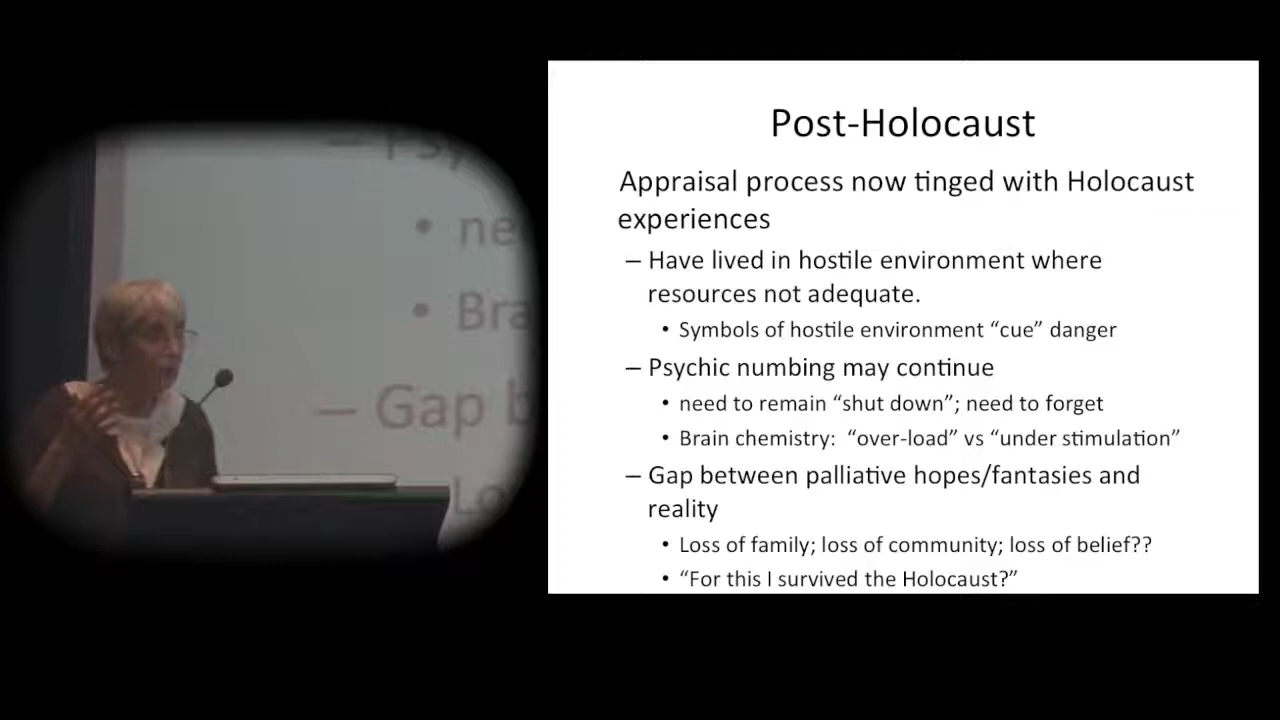 Post-Holocaust
Appraisal process now tinged with Holocaust
experiences
– Have lived in hostile environment where
resources not adequate.
• Symbols of hostile environment “cue” danger
– Psychic numbing may continue
• need to remain “shut down”; need to forget
• Brain chemistry: “over-load” vs “under stimulation”
– Gap between palliative hopes/fantasies and
reality
• Loss of family; loss of community; loss of belief??
• “For this I survived the Holocaust?”
– Gap